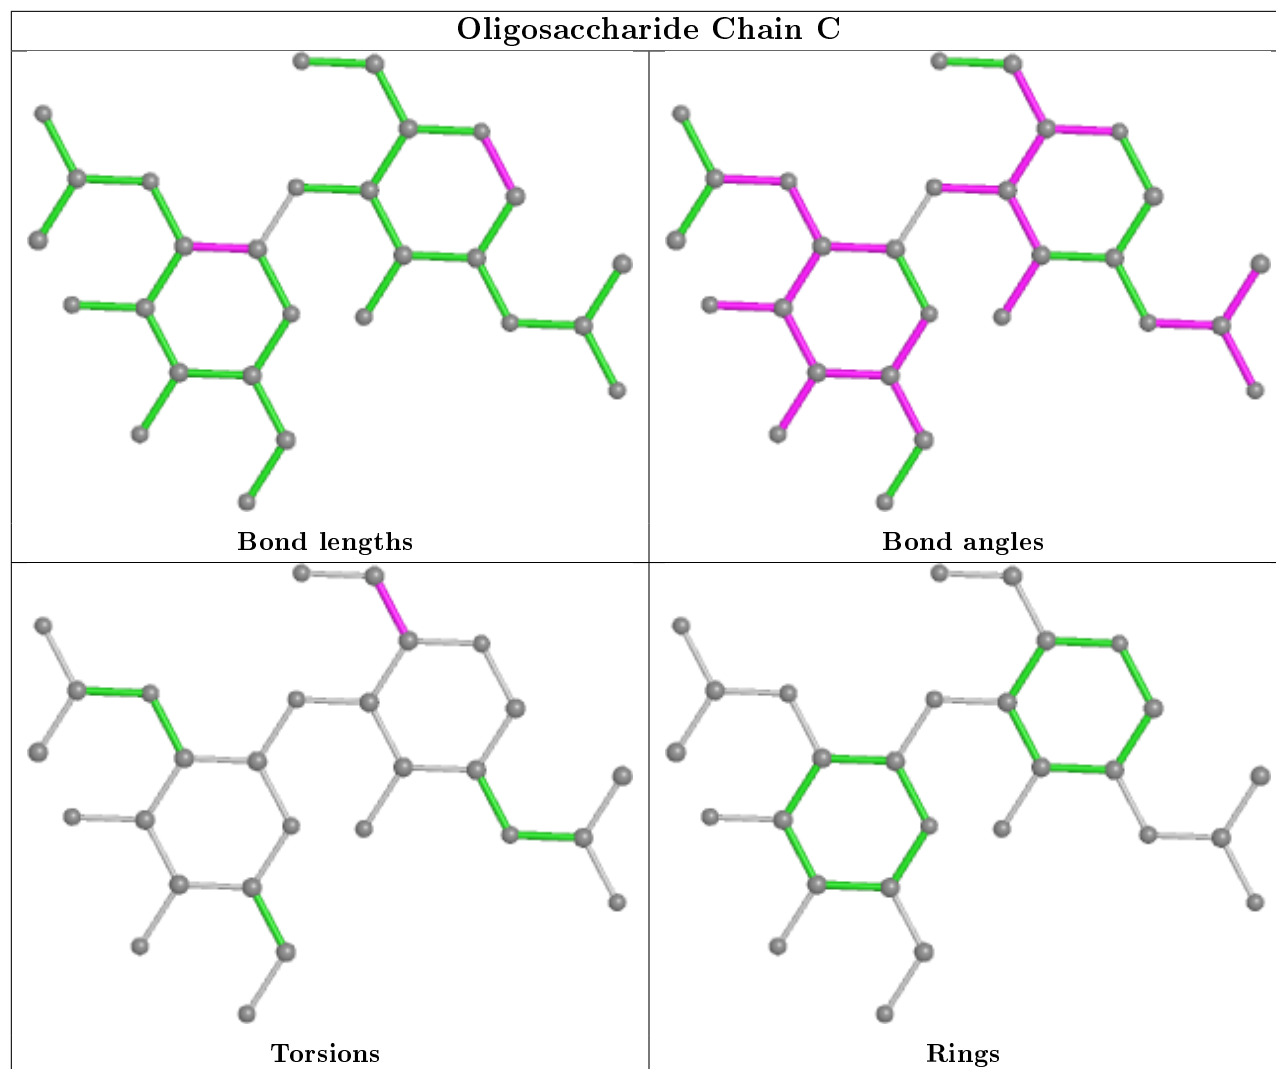 Oligosaccharide Chain C
Bond lengths
Bond angles
Torsions
Rings